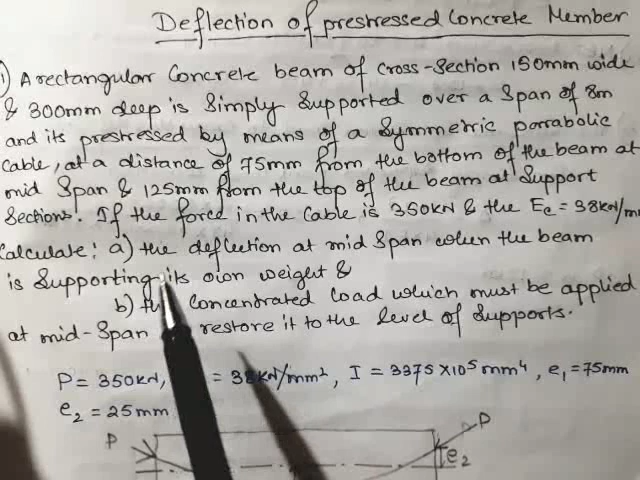 Deflection of prestressed Concrete Member
1) A rectangular Concrete beam of cross-Section 150mm wide
& 300mm deep is Simply Supported over a Span of 8m
and its prestressed by means of a Symmetric parrabolic
Cable, at a distance of 75mm from the bottom of the beam at
mid Span & 125mm from the top of the beam at Support
Sections. If the force in the Cable is 350KN & the Ec = 38KN/m
Calculate: a) the deflection at mid Span when the beam
is Supporting its own weight &
b) the Concentrated load which must be applied
at mid-Span restore it to the level of Supports.
P = 350KN, = 38KN/mm², I = 3375 × 10⁵ mm⁴, e₁ = 75mm
e₂ = 25mm
P P
e₂